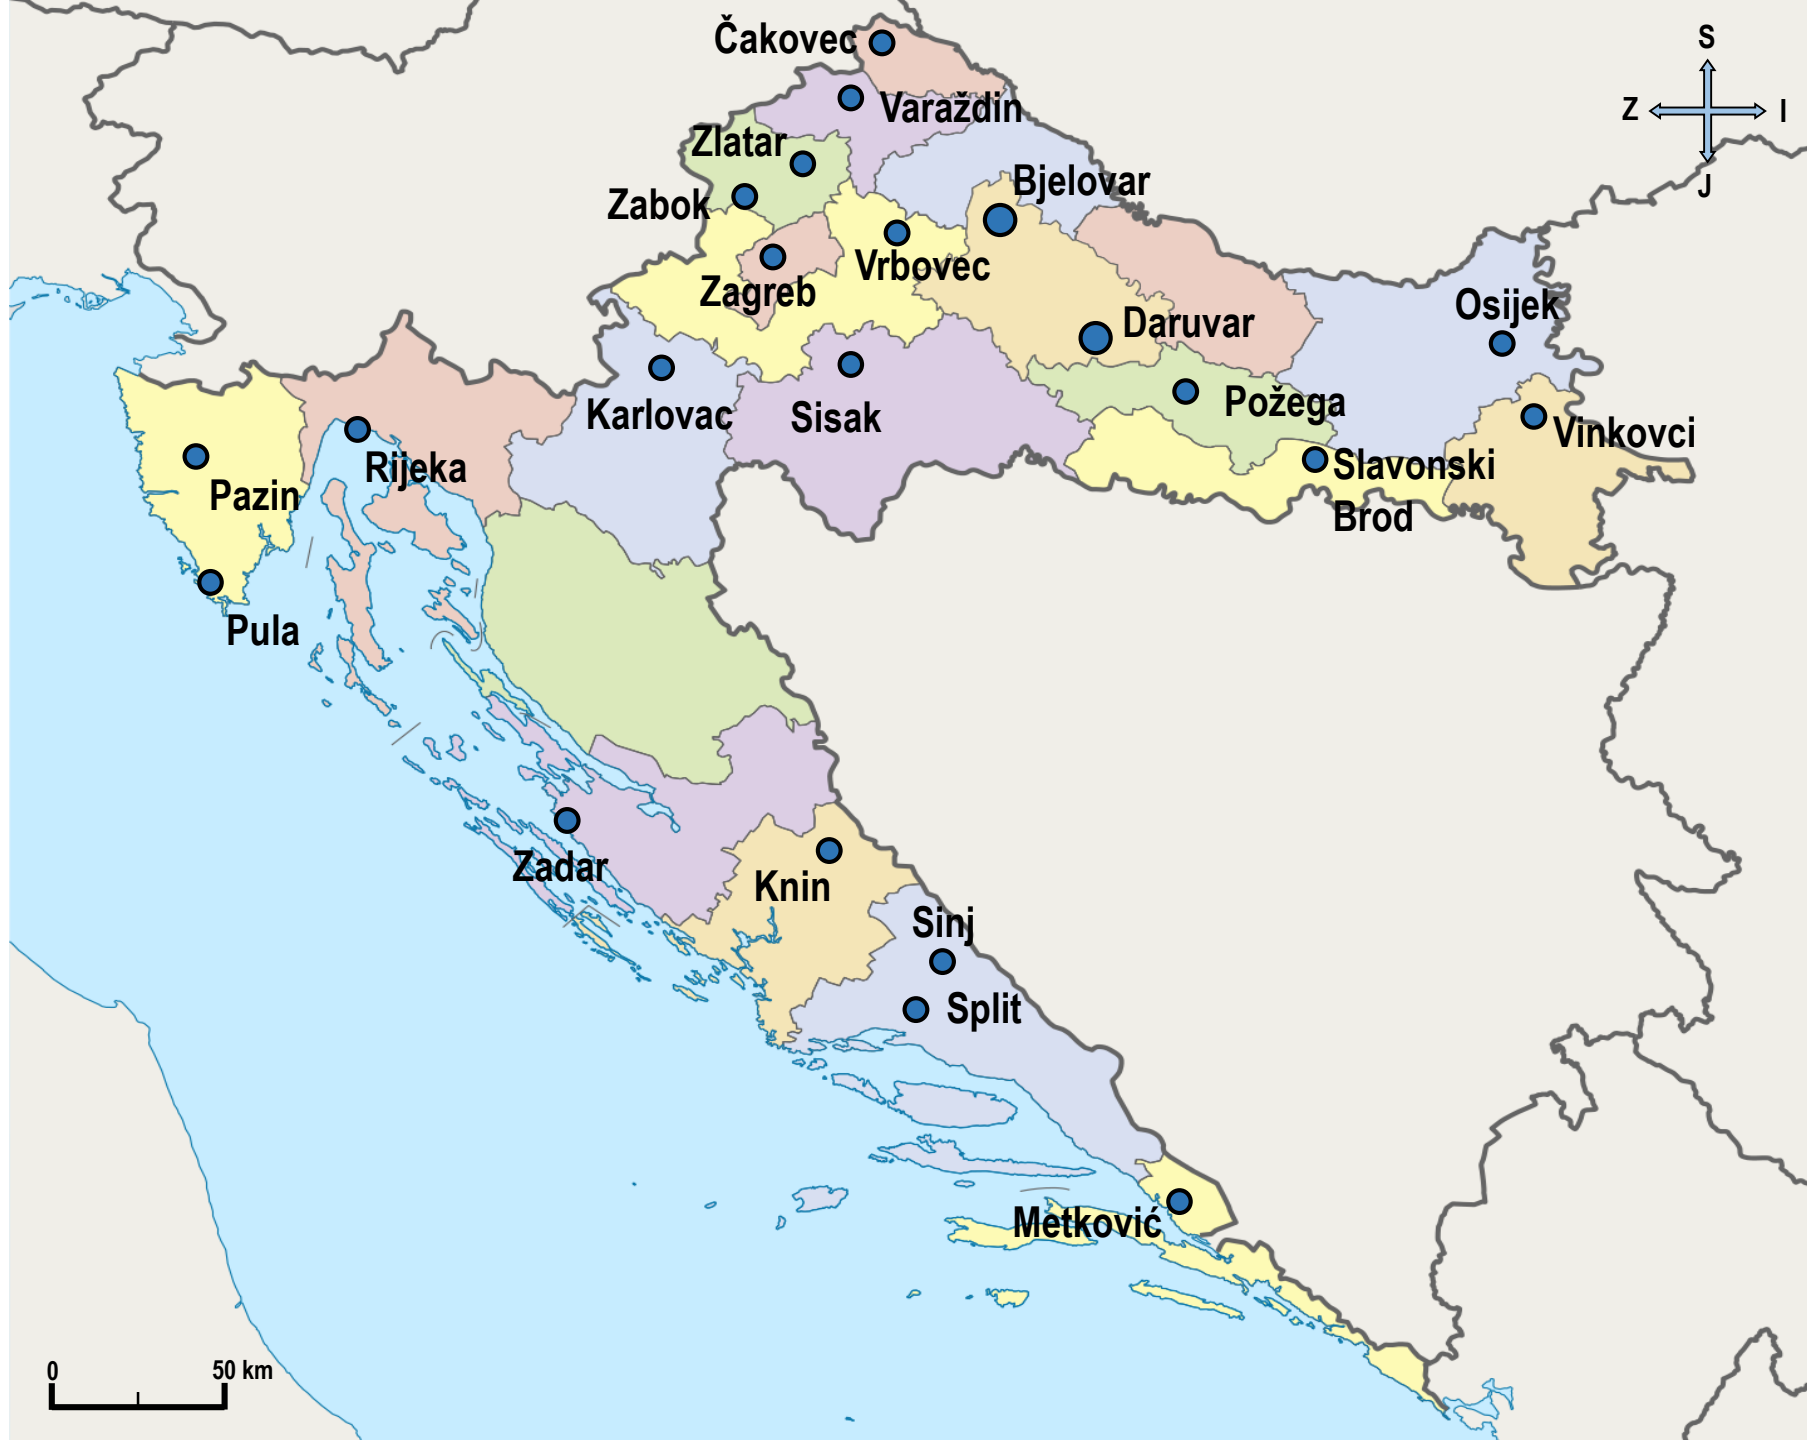 Čakovec
S
Varaždin
Z
I
Zlatar
Bjelovar
J
Zabok
Vrbovec
Zagreb
Osijek
Daruvar
Karlovac
Sisak
Požega
Vinkovci
Rijeka
Slavonski
Brod
Pazin
Pula
Zadar
Knin
Sinj
Split
Metković
0
50 km